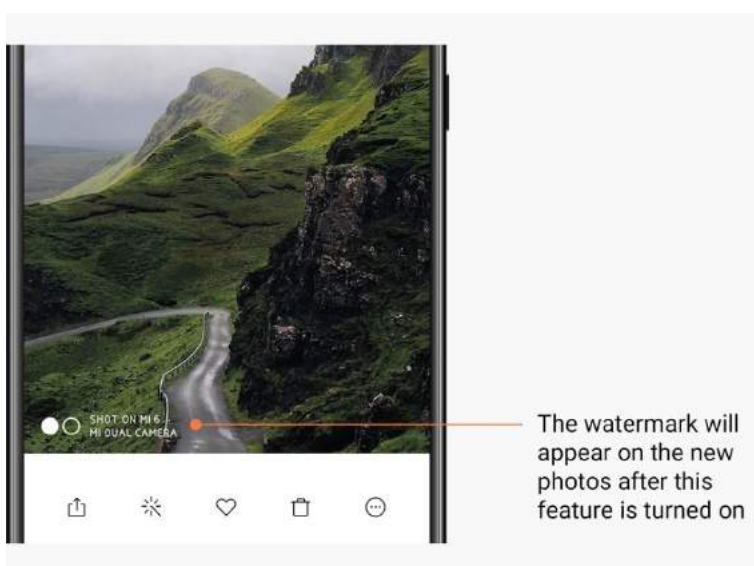 SHOT ON MI 6
MI DUAL CAMERA
The watermark will
appear on the new
photos after this
feature is turned on